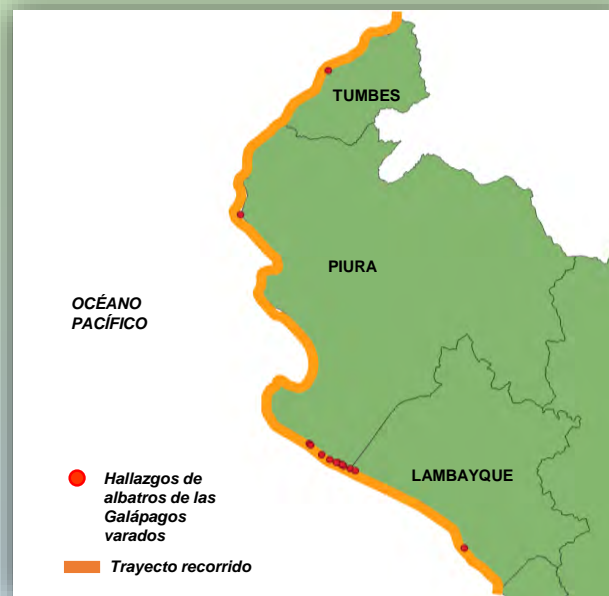 TUMBES
PIURA
OCÉANO
PACÍFICO
LAMBAYQUE
Hallazgos de
albatros de las
Galápagos
varados
Trayecto recorrido